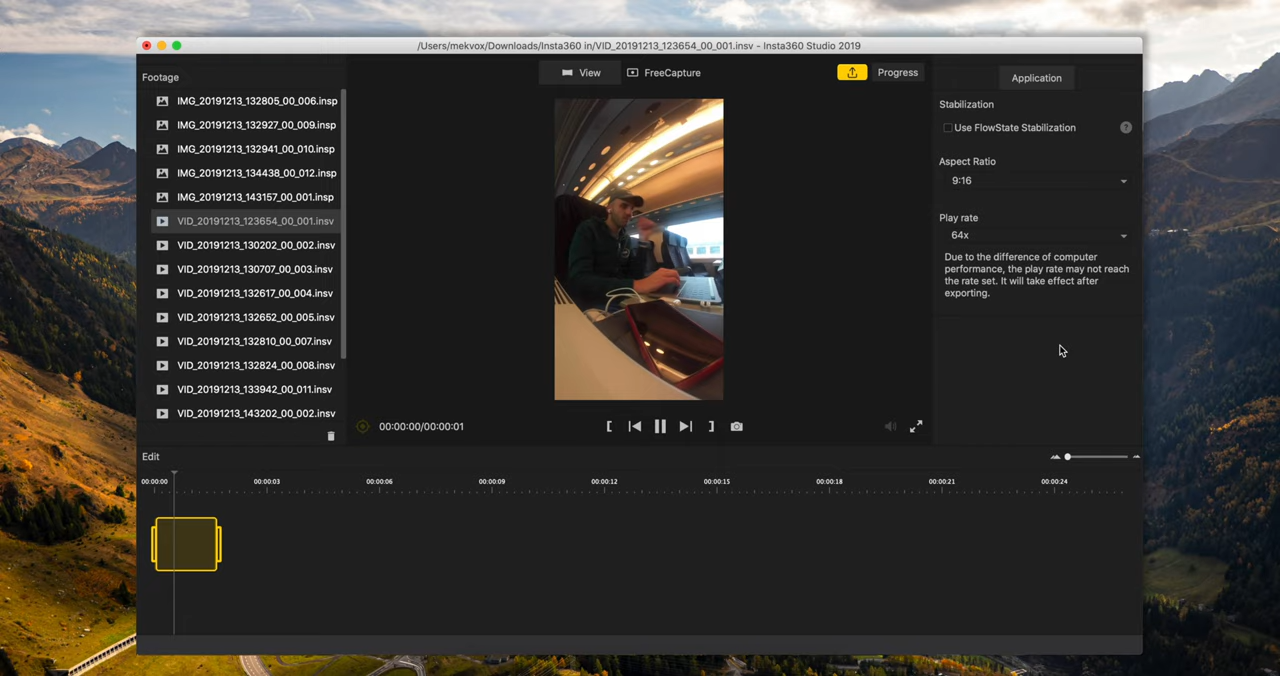 /Users/mekvox/Downloads/Insta360 in/VID_20191213_123654_00_001.insv - Insta360 Studio 2019
Footage
IMG_20191213_132805_00_006.insp
IMG_20191213_132927_00_009.insp
IMG_20191213_132941_00_010.insp
IMG_20191213_134438_00_012.insp
IMG_20191213_143157_00_001.insp
VID_20191213_123654_00_001.insv
VID_20191213_130202_00_002.insv
VID_20191213_130707_00_003.insv
VID_20191213_132617_00_004.insv
VID_20191213_132652_00_005.insv
VID_20191213_132810_00_007.insv
VID_20191213_132824_00_008.insv
VID_20191213_133942_00_011.insv
VID_20191213_143202_00_002.insv
View
FreeCapture
Progress
00:00:00/00:00:01
Application
Stabilization
Use FlowState Stabilization
?
Aspect Ratio
9:16
Play rate
64x
Due to the difference of computer
performance, the play rate may not reach
the rate set. It will take effect after
exporting.
Edit
00:00:00 00:00:03 00:00:06 00:00:09 00:00:12 00:00:15 00:00:18 00:00:21 00:00:24